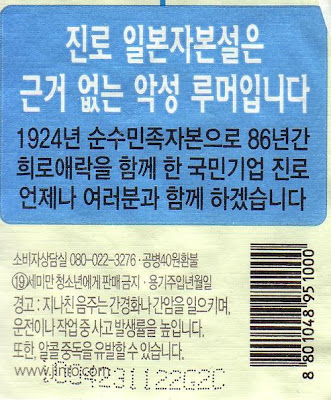 진로 일본자본설은
근거 없는 악성 루머입니다
1924년 순수민족자본으로 86년간
희로애락을 함께 한 국민기업 진로
언제나 여러분과 함께 하겠습니다
소비자상담실 080-022-3276 · 공병40원환불
⑲세미만 청소년에게 판매 금지 · 용기주입년월일
경고 : 지나친 음주는 간경화나 간암을 일으키며,
운전이나 작업 중 사고 발생률을 높입니다.
또한, 알콜 중독을 유발할 수 있습니다.
www.jinro.com
8 801048 951000